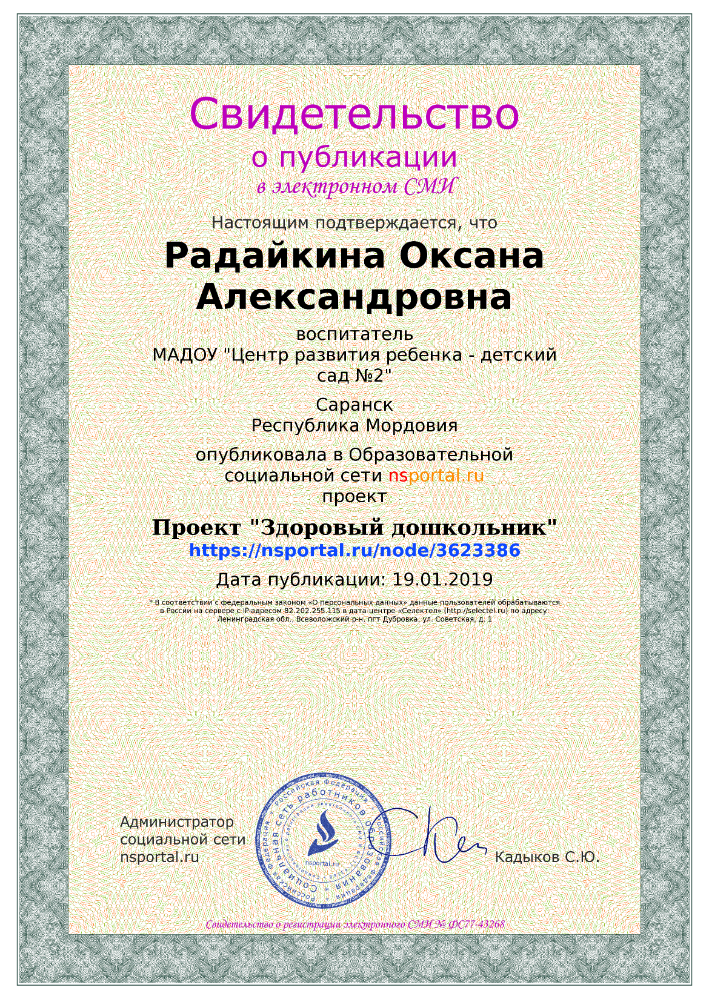 Свидетельство
о публикации
в электронном СМИ
Настоящим подтверждается, что
Радайкина Оксана
Александровна
воспитатель
МАДОУ "Центр развития ребенка - детский
сад №2"
Саранск
Республика Мордовия
опубликовала в Образовательной
социальной сети nsportal.ru
проект
Проект "Здоровый дошкольник"
https://nsportal.ru/node/3623386
Дата публикации: 19.01.2019
* В соответствии с федеральным законом «О персональных данных» данные пользователей обрабатываются
в России на сервере с IP-адресом 82.202.255.115 в дата-центре «Селектел» (http://selectel.ru) по адресу:
Ленинградская обл., Всеволожский р-н, пгт Дубровка, ул. Советская, д. 1
Администратор
социальной сети
nsportal.ru
Российская Федерация * Российская Федерация * Российская Федерация *
Социальная сеть работников образования *
nsportal.ru
Кадыков С.Ю.
Свидетельство о регистрации электронного СМИ № ФС77-43268